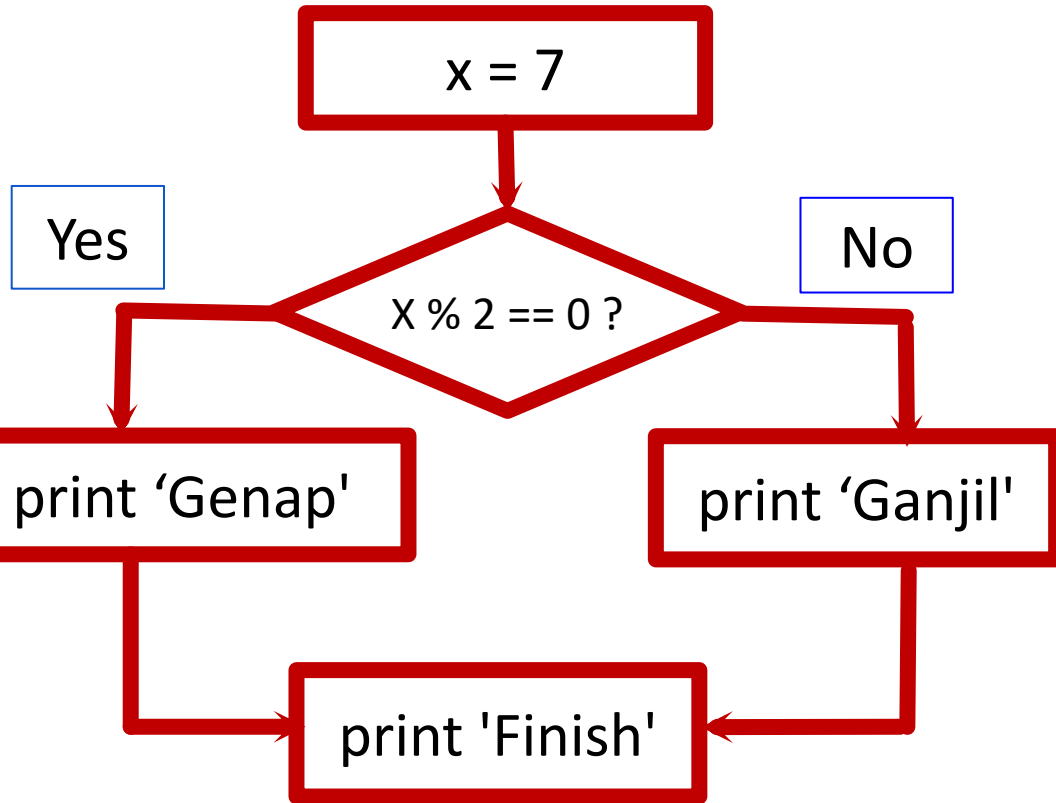 x = 7
Yes
No
X % 2 == 0 ?
print ‘Genap'
print ‘Ganjil'
print 'Finish'